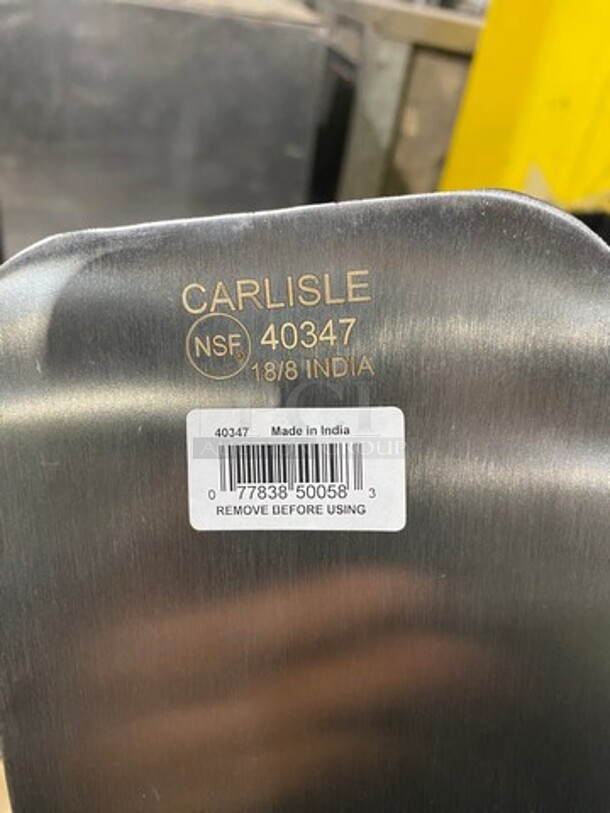 CARLISLE
NSF 40347
18/8 INDIA
40347 Made in India
0 77838 50058 3
REMOVE BEFORE USING